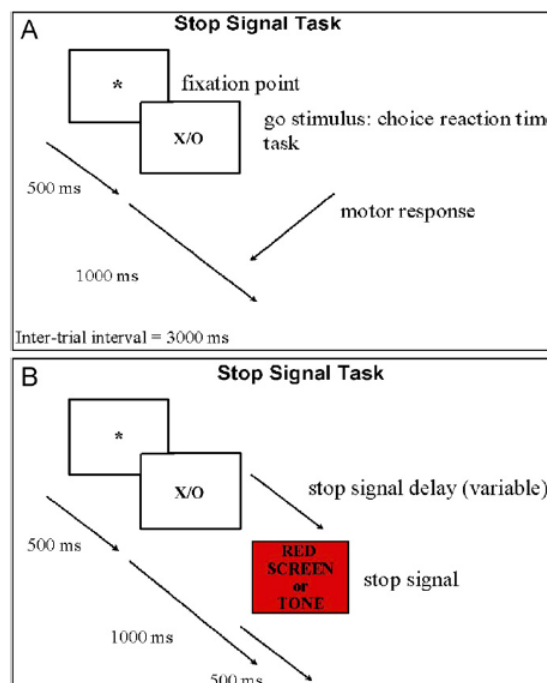 A
Stop Signal Task
*
fixation point
X/O
go stimulus: choice reaction time
task
500 ms
motor response
1000 ms
Inter-trial interval = 3000 ms
B
Stop Signal Task
*
X/O
stop signal delay (variable)
500 ms
RED
SCREEN
or
TONE
stop signal
1000 ms
500 ms